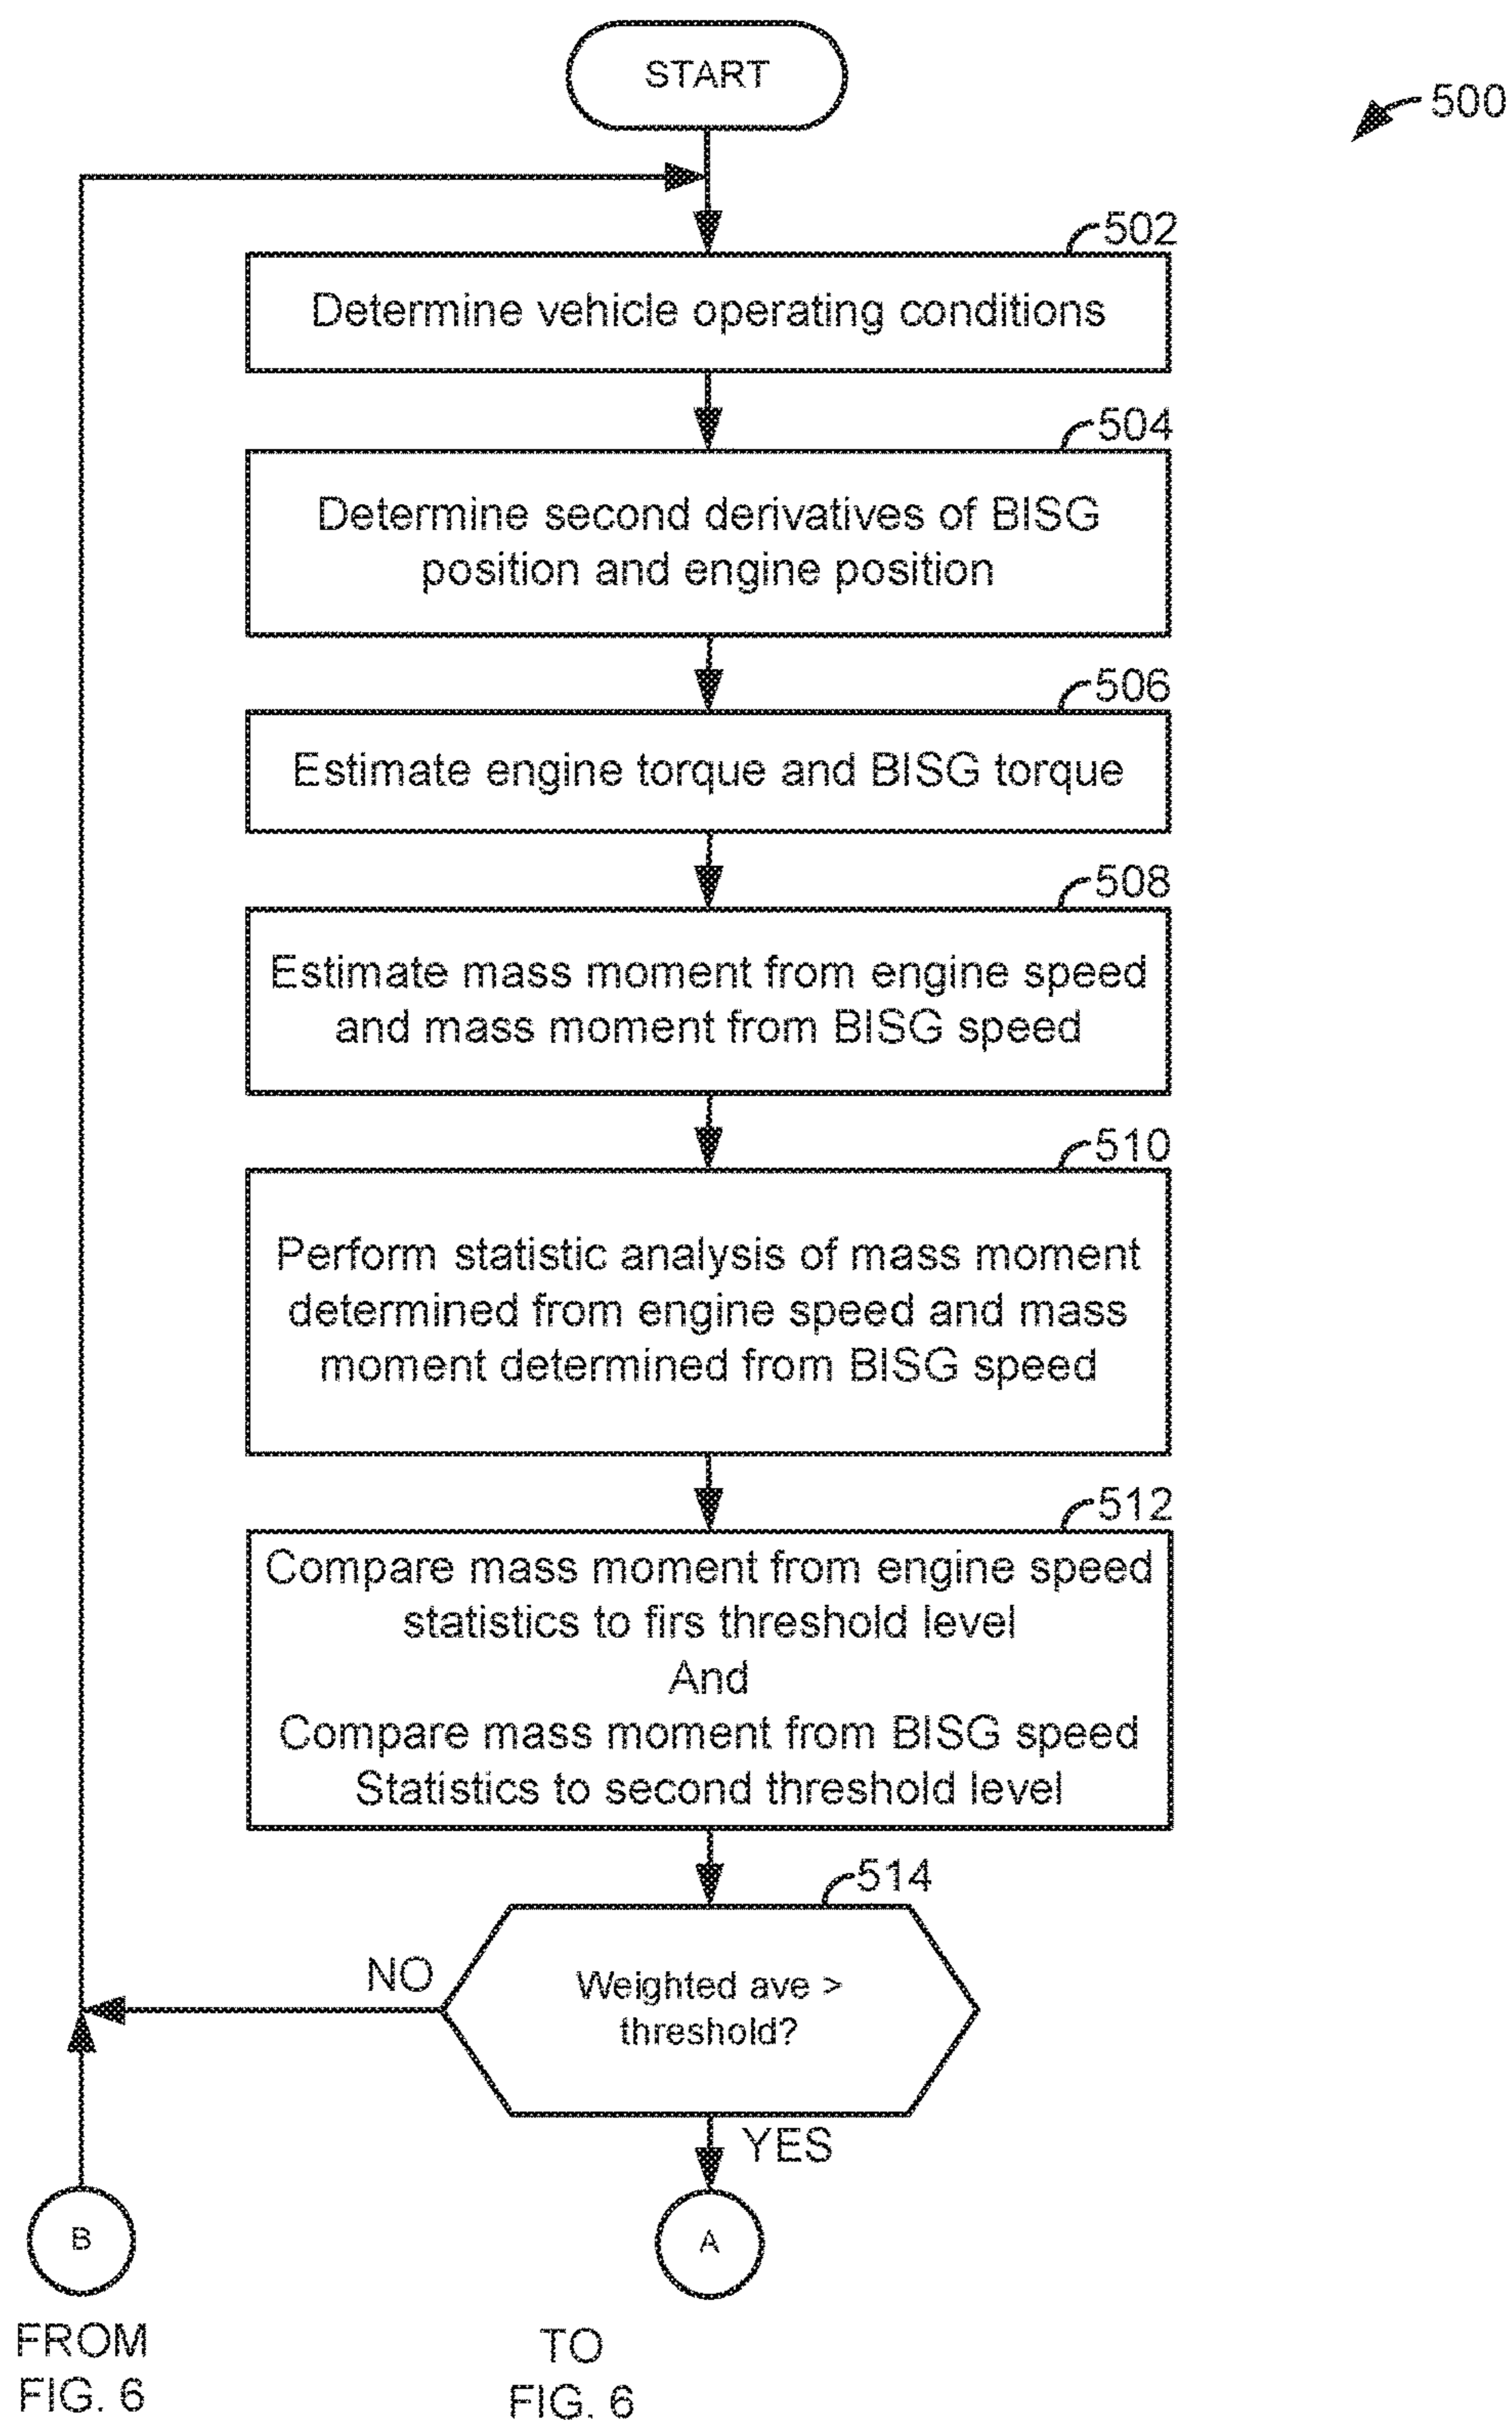 START
500
502
Determine vehicle operating conditions
504
Determine second derivatives of BISG
position and engine position
506
Estimate engine torque and BISG torque
508
Estimate mass moment from engine speed
and mass moment from BISG speed
510
Perform statistic analysis of mass moment
determined from engine speed and mass
moment determined from BISG speed
512
Compare mass moment from engine speed
statistics to firs threshold level
And
Compare mass moment from BISG speed
Statistics to second threshold level
514
NO
Weighted ave >
threshold?
YES
B
A
FROM
FIG. 6
TO
FIG. 6